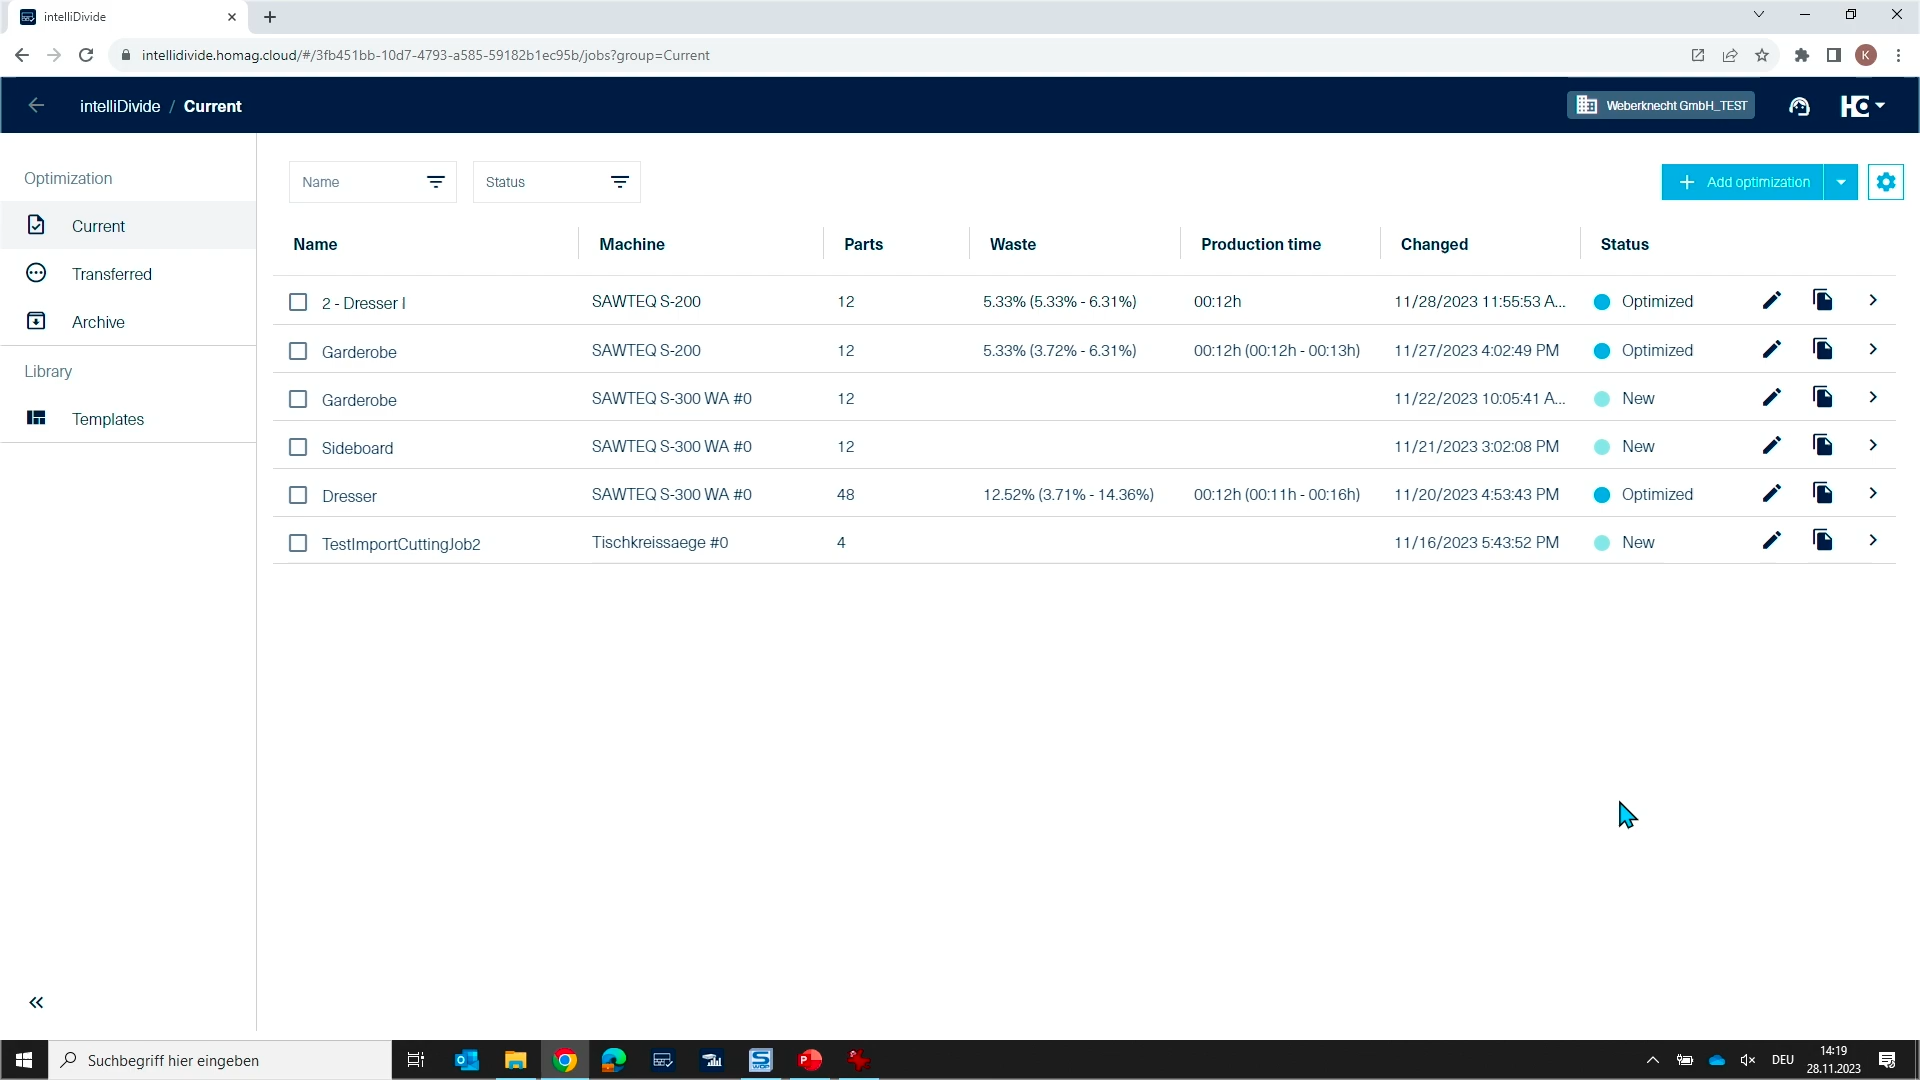 intelliDivide
intellidivide.homag.cloud/#/3fb451bb-10d7-4793-a585-59182b1ec95b/jobs?group=Current
K
intelliDivide / Current
Weberknecht GmbH_TEST
Optimization
Current
Transferred
Archive
Library
Templates
Name
Status
Add optimization
Name Machine Parts Waste Production time Changed Status
2 - Dresser I SAWTEQ S-200 12 5.33% (5.33% - 6.31%) 00:12h 11/28/2023 11:55:53 A... Optimized
Garderobe SAWTEQ S-200 12 5.33% (3.72% - 6.31%) 00:12h (00:12h - 00:13h) 11/27/2023 4:02:49 PM Optimized
Garderobe SAWTEQ S-300 WA #0 12 11/22/2023 10:05:41 A... New
Sideboard SAWTEQ S-300 WA #0 12 11/21/2023 3:02:08 PM New
Dresser SAWTEQ S-300 WA #0 48 12.52% (3.71% - 14.36%) 00:12h (00:11h - 00:16h) 11/20/2023 4:53:43 PM Optimized
TestImportCuttingJob2 Tischkreissaege #0 4 11/16/2023 5:43:52 PM New
Suchbegriff hier eingeben
DEU
14:19
28.11.2023